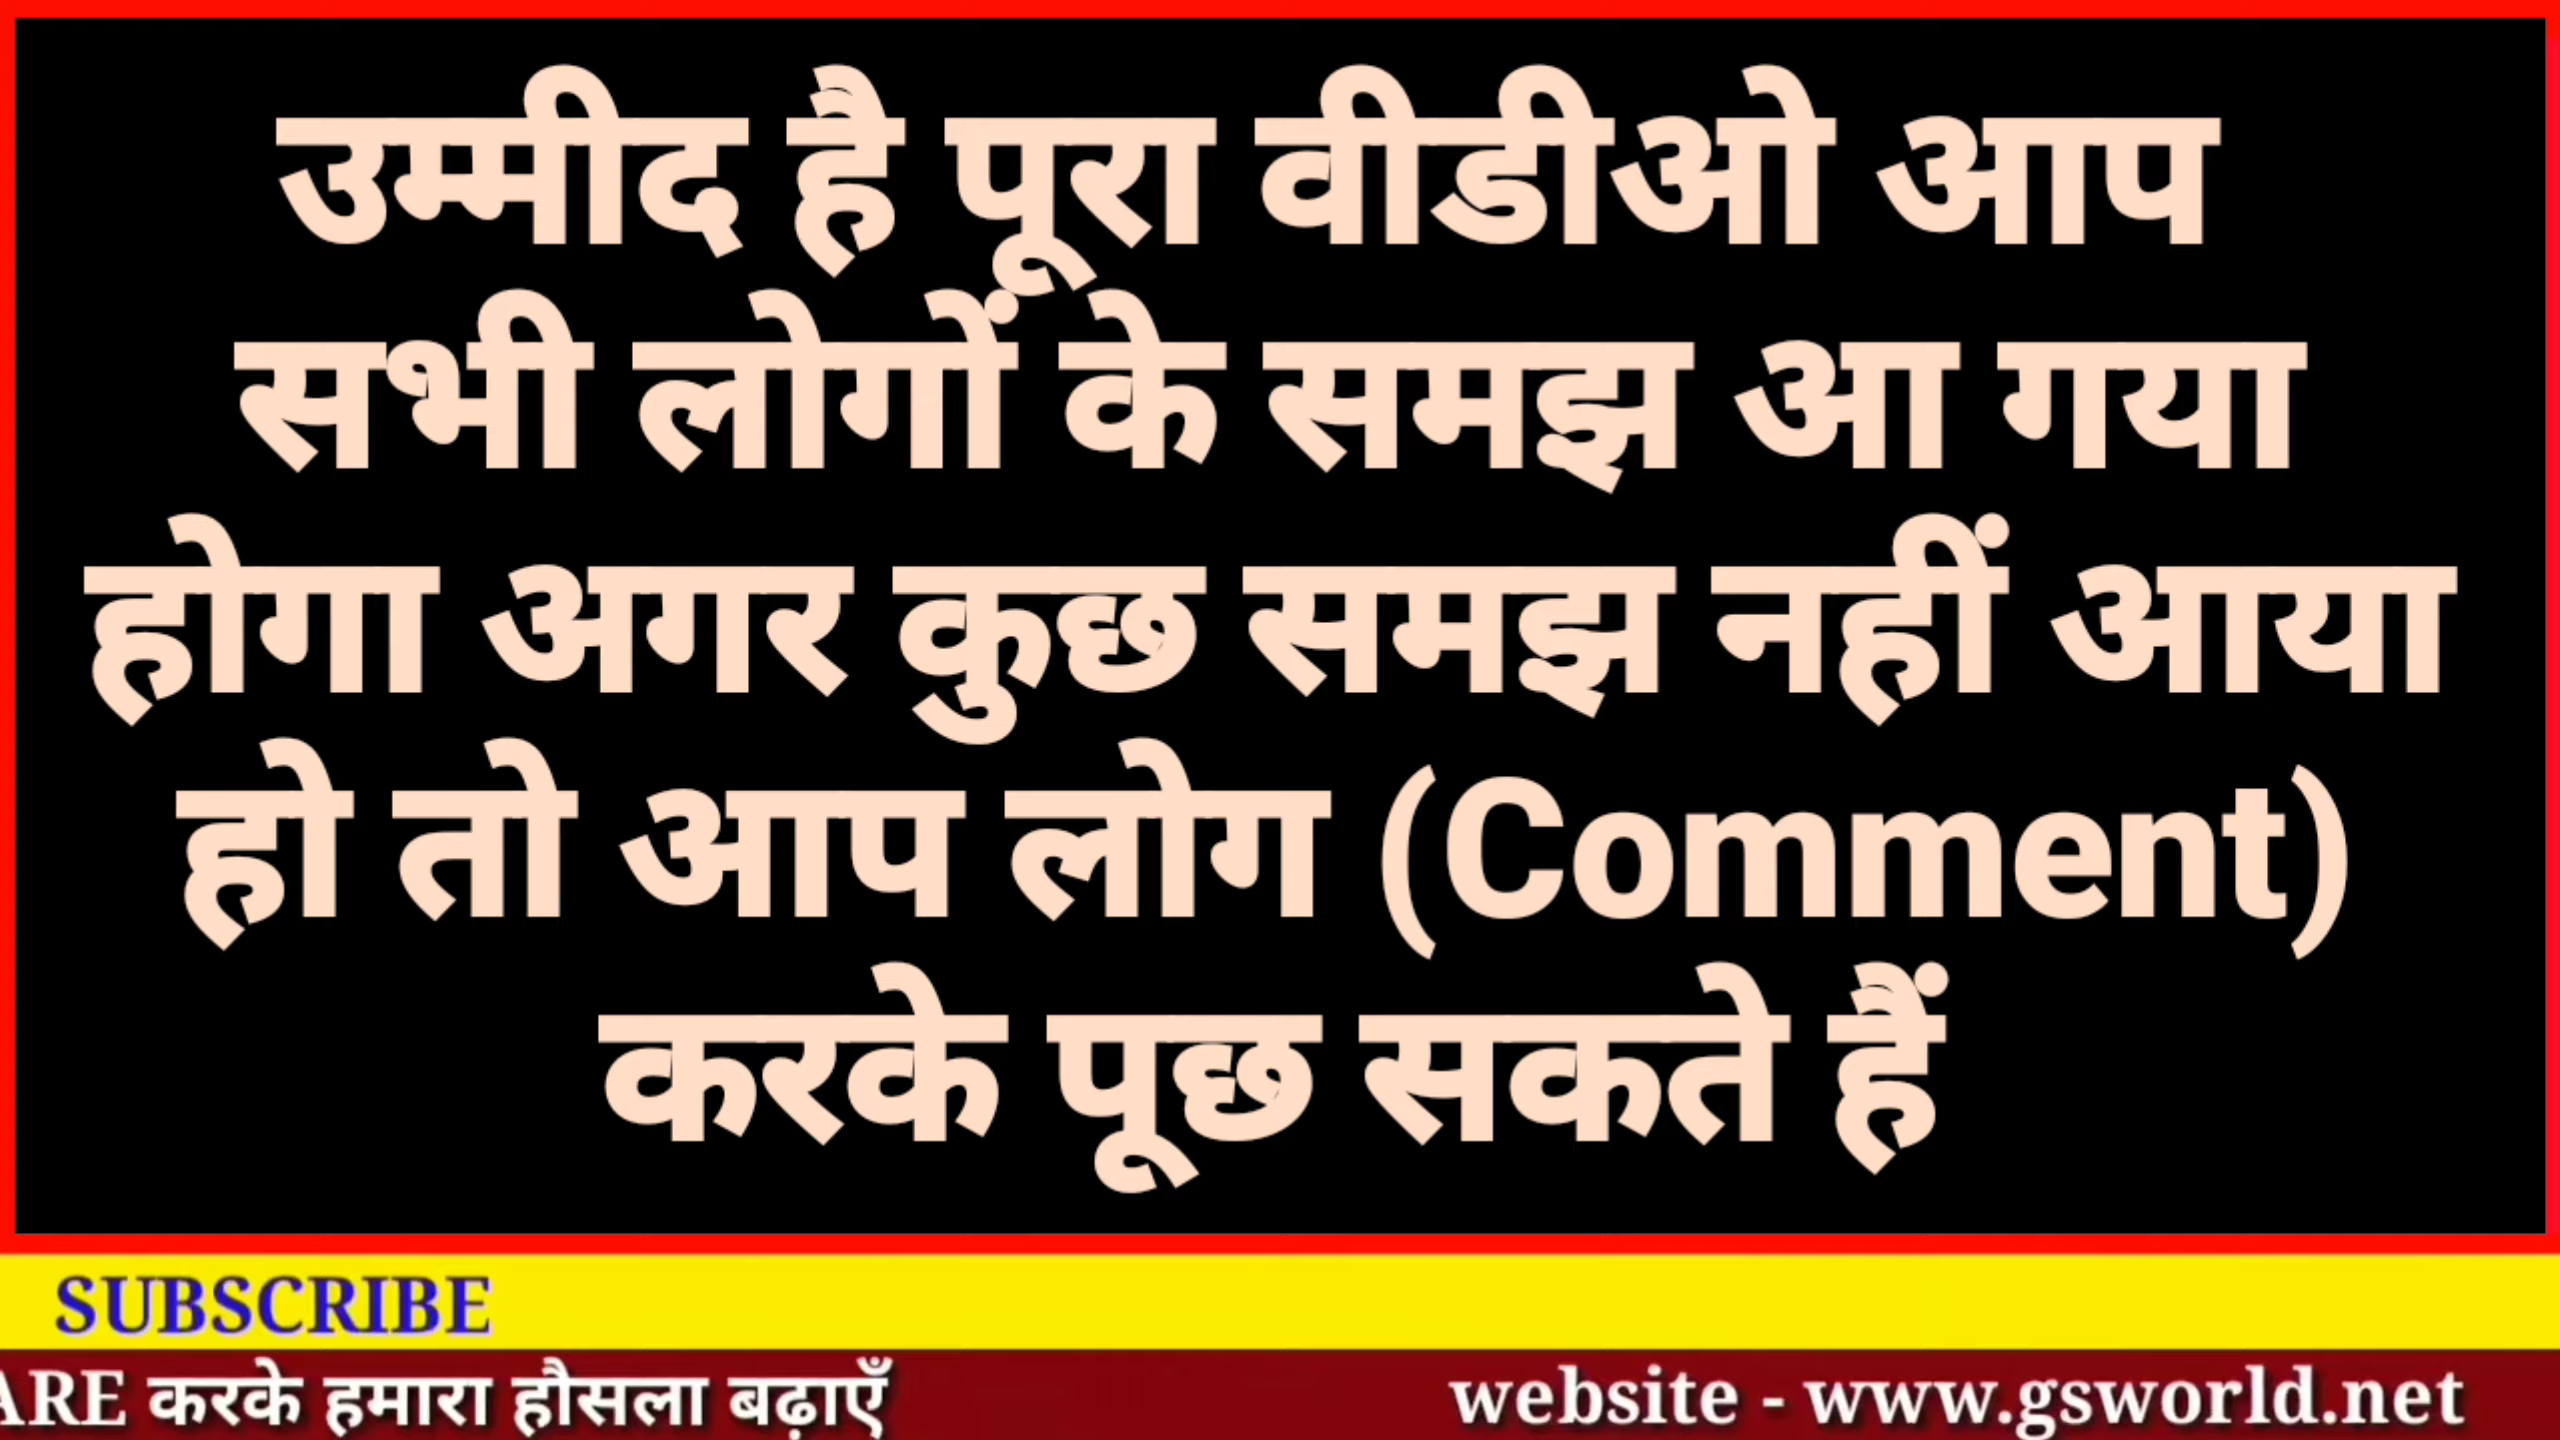 उम्मीद है पूरा वीडीओ आप
सभी लोगों के समझ आ गया
होगा अगर कुछ समझ नहीं आया
हो तो आप लोग (Comment)
करके पूछ सकते हैं
SUBSCRIBE
ARE करके हमारा हौसला बढ़ाएँ website - www.gsworld.net